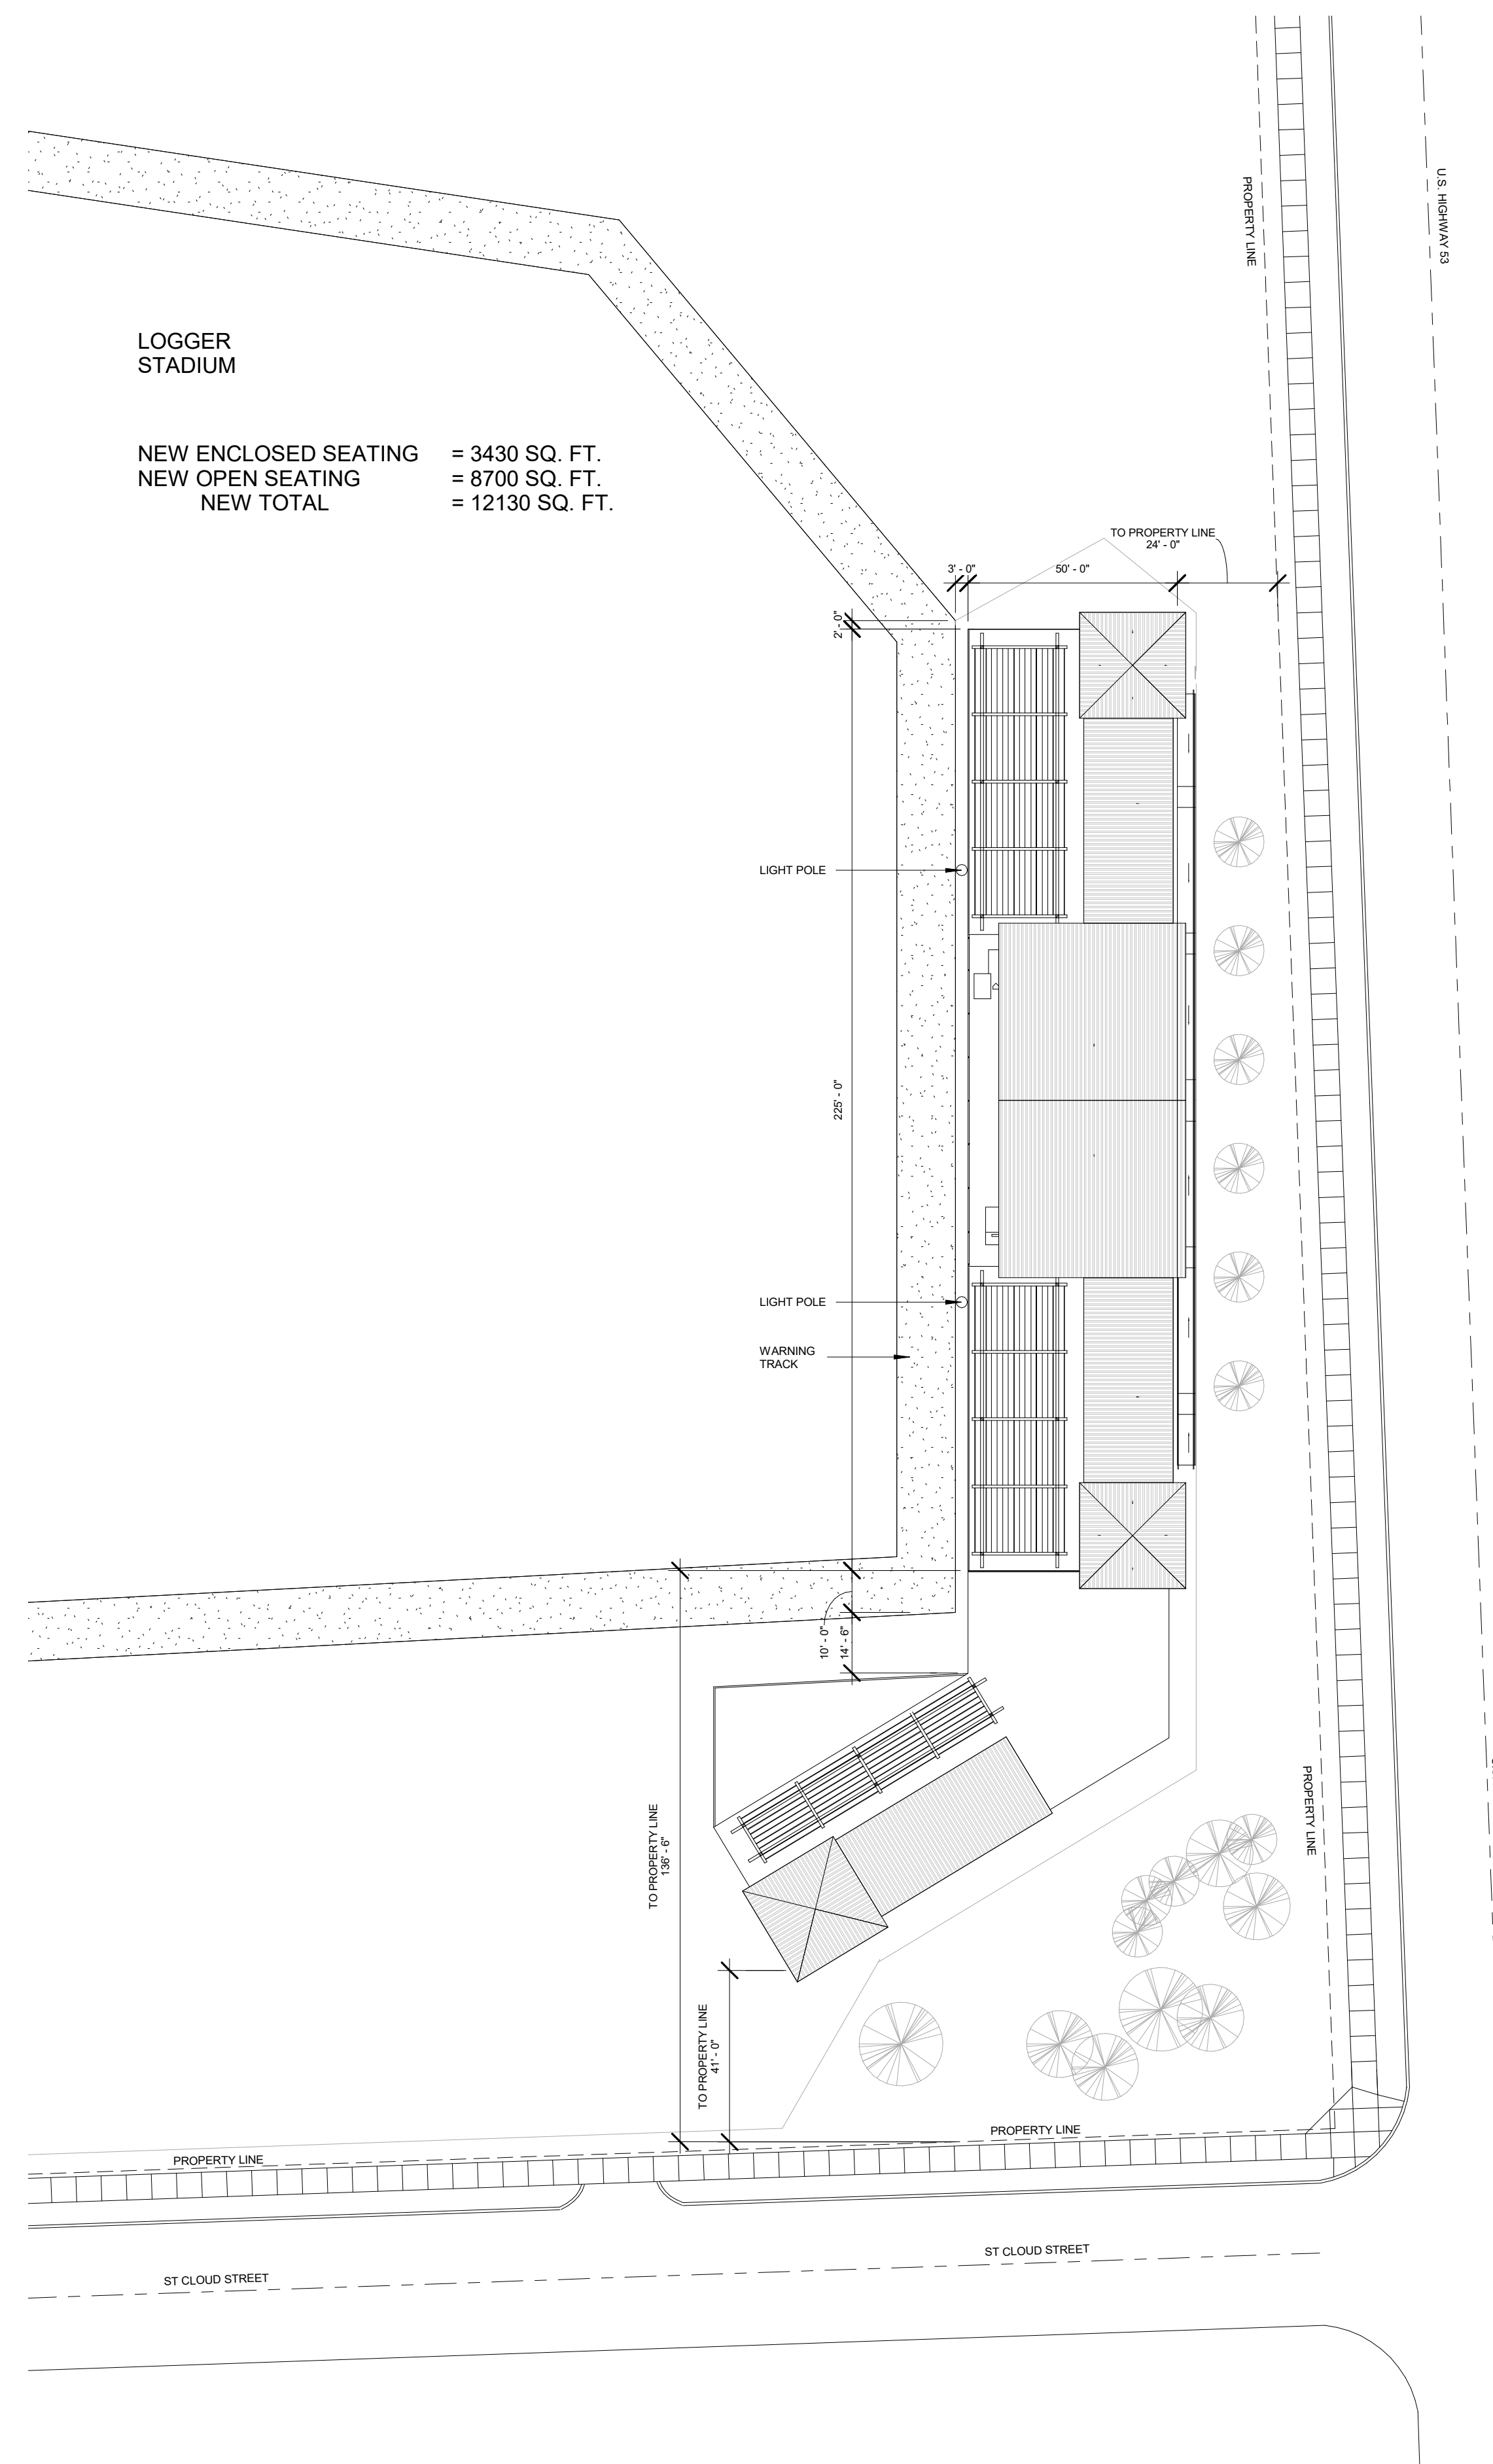 PROPERTY LINE
U.S. HIGHWAY 53
LOGGER
STADIUM
NEW ENCLOSED SEATING = 3430 SQ. FT.
NEW OPEN SEATING = 8700 SQ. FT.
NEW TOTAL = 12130 SQ. FT.
TO PROPERTY LINE
24' - 0"
3' - 0"
50' - 0"
2' - 0"
LIGHT POLE
225' - 0"
LIGHT POLE
WARNING
TRACK
10' - 0"
14' - 6"
TO PROPERTY LINE
136' - 6"
PROPERTY LINE
TO PROPERTY LINE
41' - 0"
PROPERTY LINE
PROPERTY LINE
ST CLOUD STREET
ST CLOUD STREET